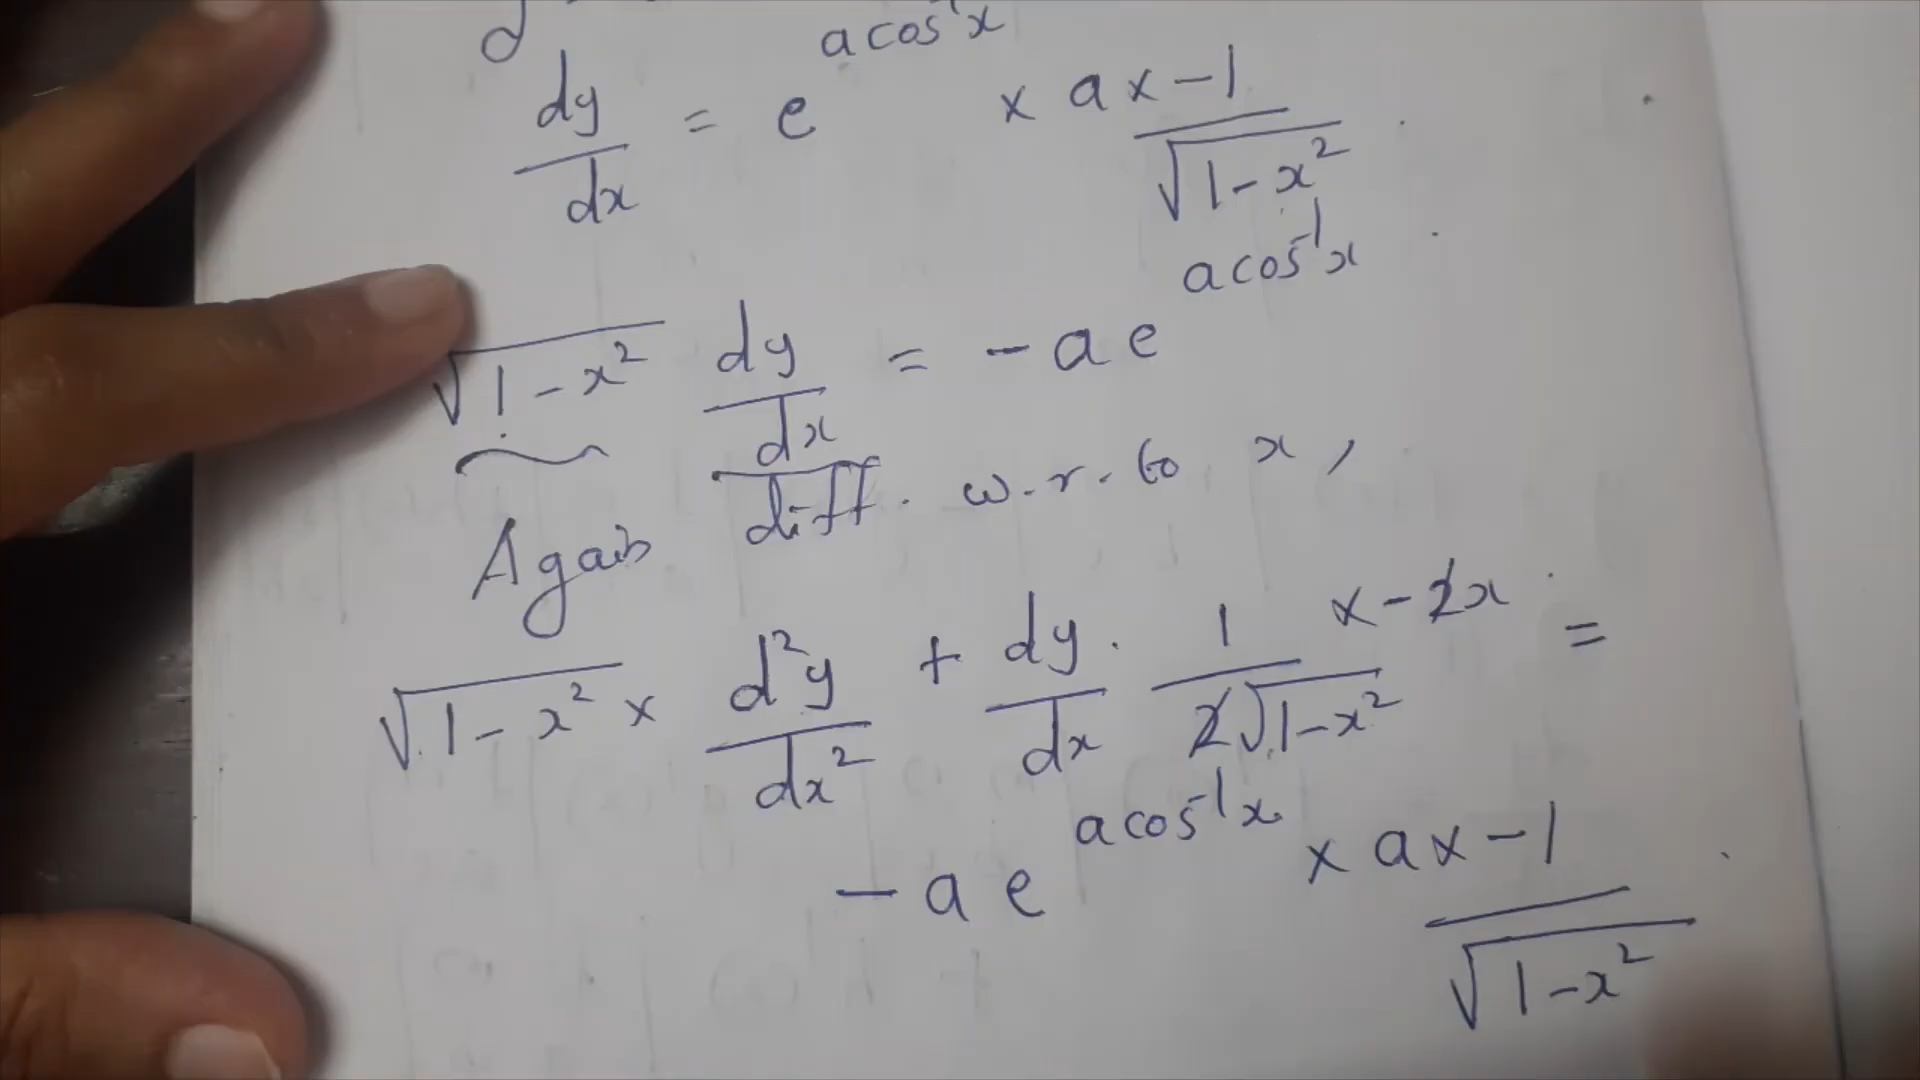 dy/dx = e^(a cos⁻¹x) × a × -1/√(1-x²)
√(1-x²) dy/dx = -a e^(a cos⁻¹x)
Again diff. w.r.to x,
√(1-x²) × d²y/dx² + dy/dx · 1/(2√(1-x²)) × -2x =
-a e^(a cos⁻¹x) × a × -1/√(1-x²)